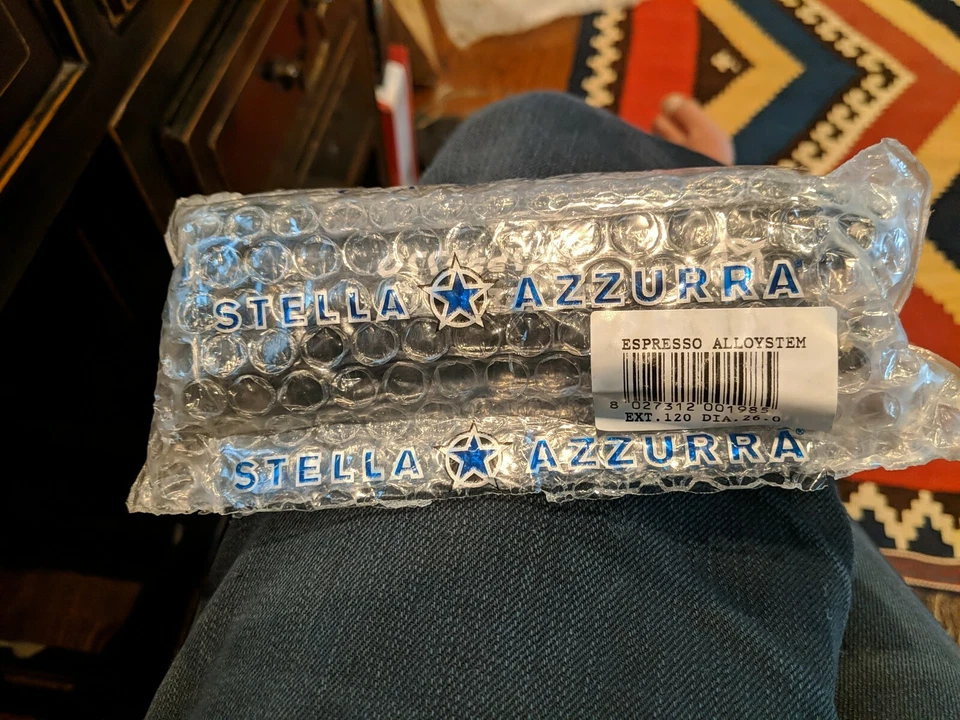 STELLA AZZURRA
ESPRESSO ALLOYSTEM
8 027312 001985
EXT.120 DIA.26.0
STELLA AZZURRA®